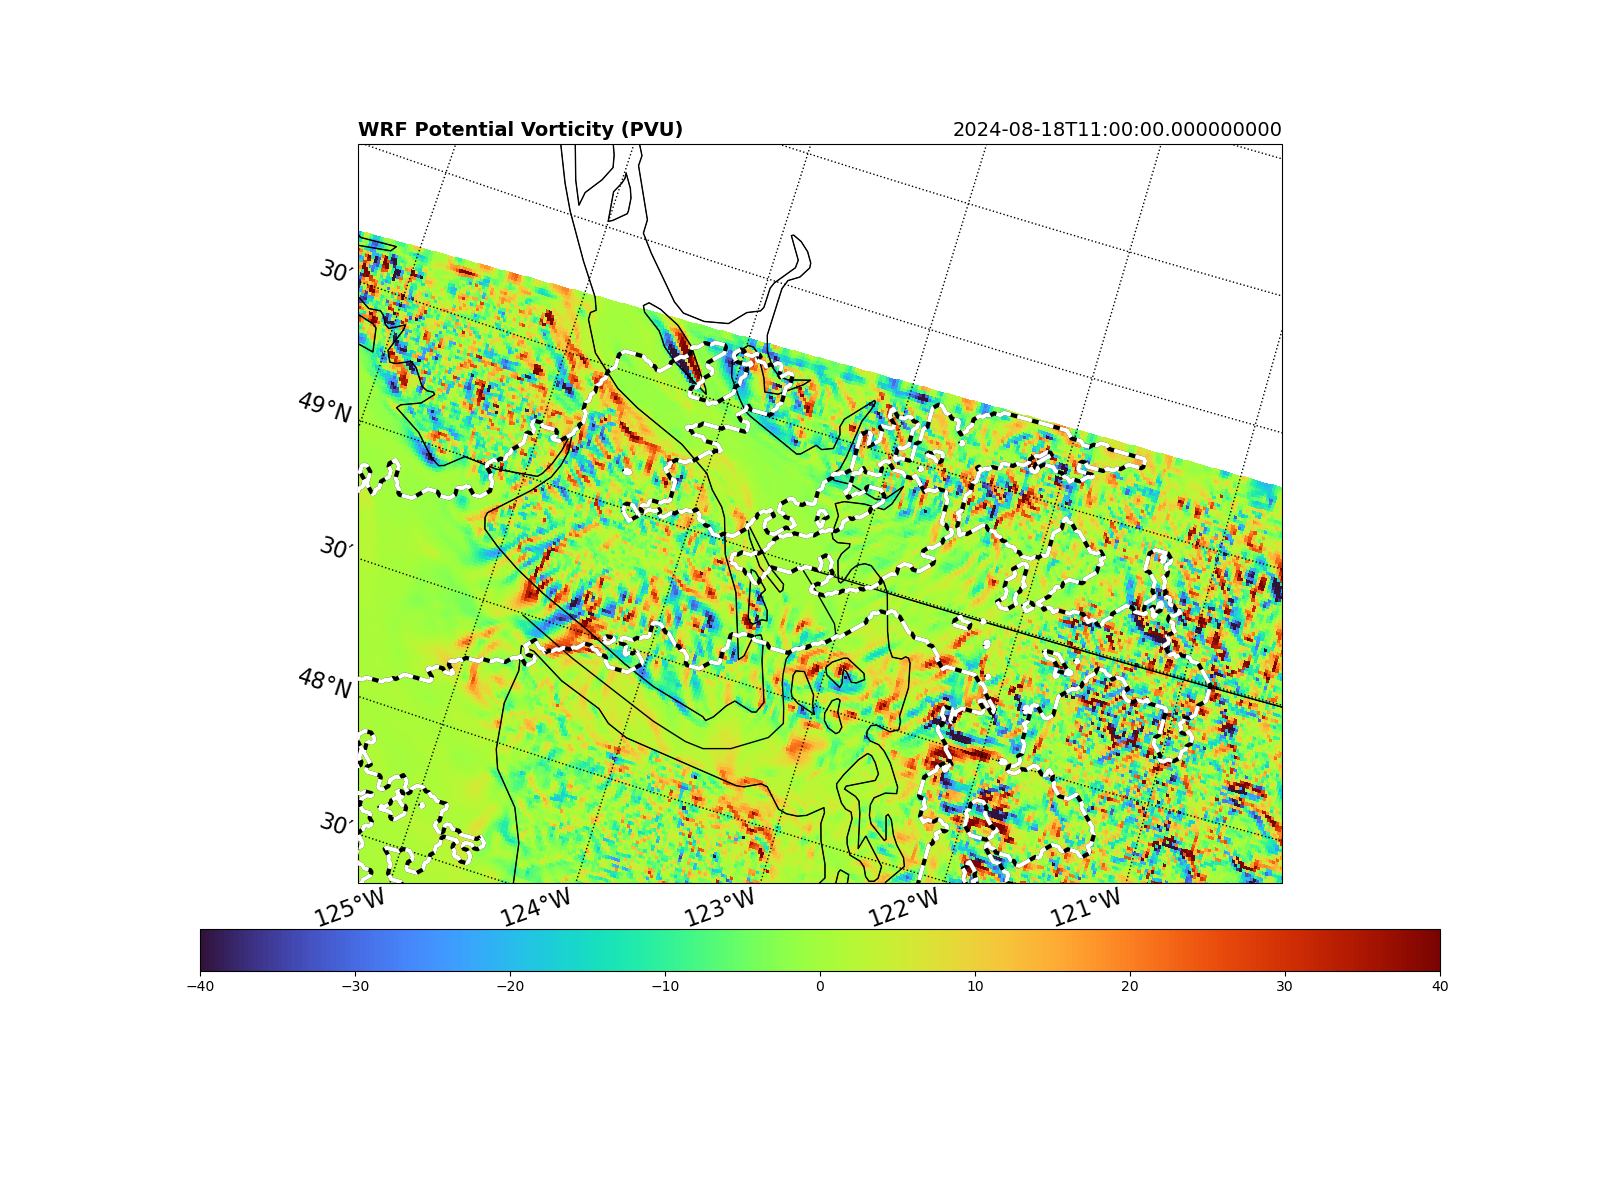 WRF Potential Vorticity (PVU)
2024-08-18T11:00:00.000000000
30′
49°N
30′
48°N
30′
125°W
124°W
123°W
122°W
121°W
−40
−30
−20
−10
0
10
20
30
40